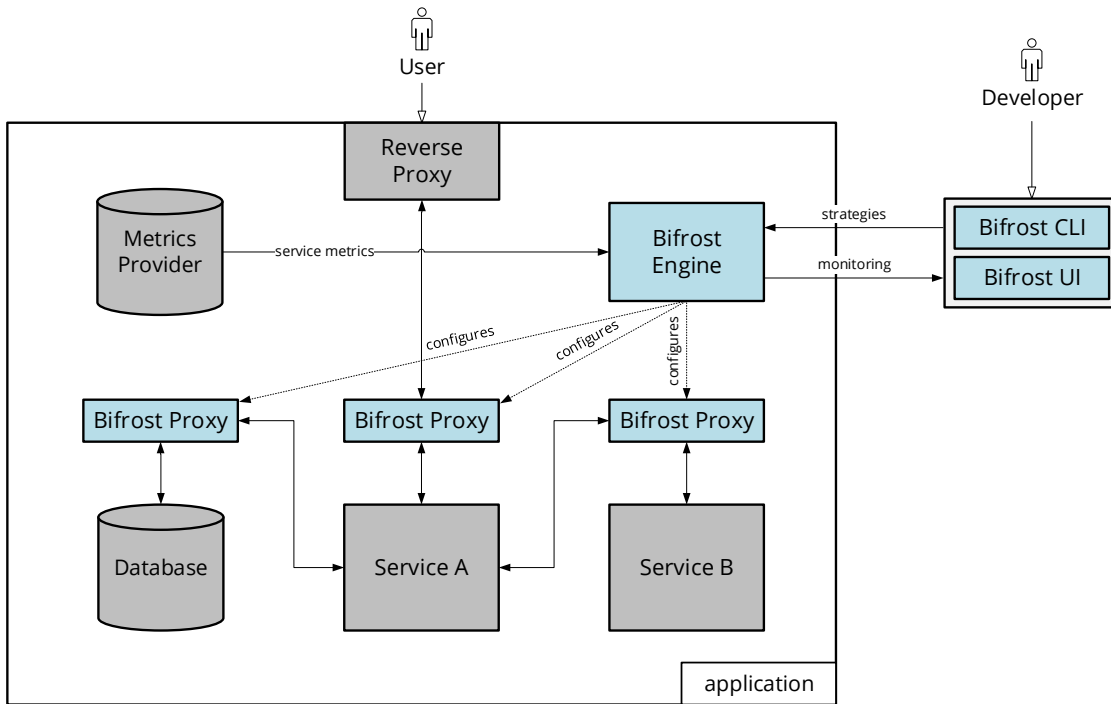 User
Developer
Reverse
Proxy
Metrics
Provider
service metrics
Bifrost
Engine
strategies
monitoring
Bifrost CLI
Bifrost UI
configures
configures
configures
Bifrost Proxy
Bifrost Proxy
Bifrost Proxy
Database
Service A
Service B
application